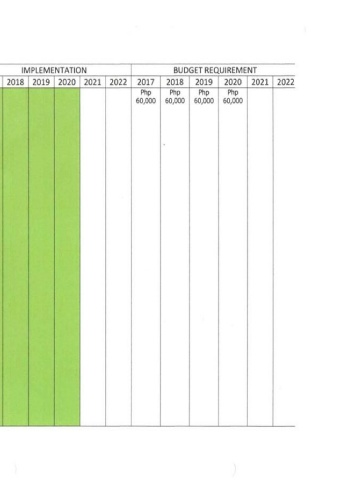 IMPLEMENTATION BUDGET REQUIREMENT
2018 2019 2020 2021 2022 2017 2018 2019 2020 2021 2022
Php Php Php Php
60,000 60,000 60,000 60,000